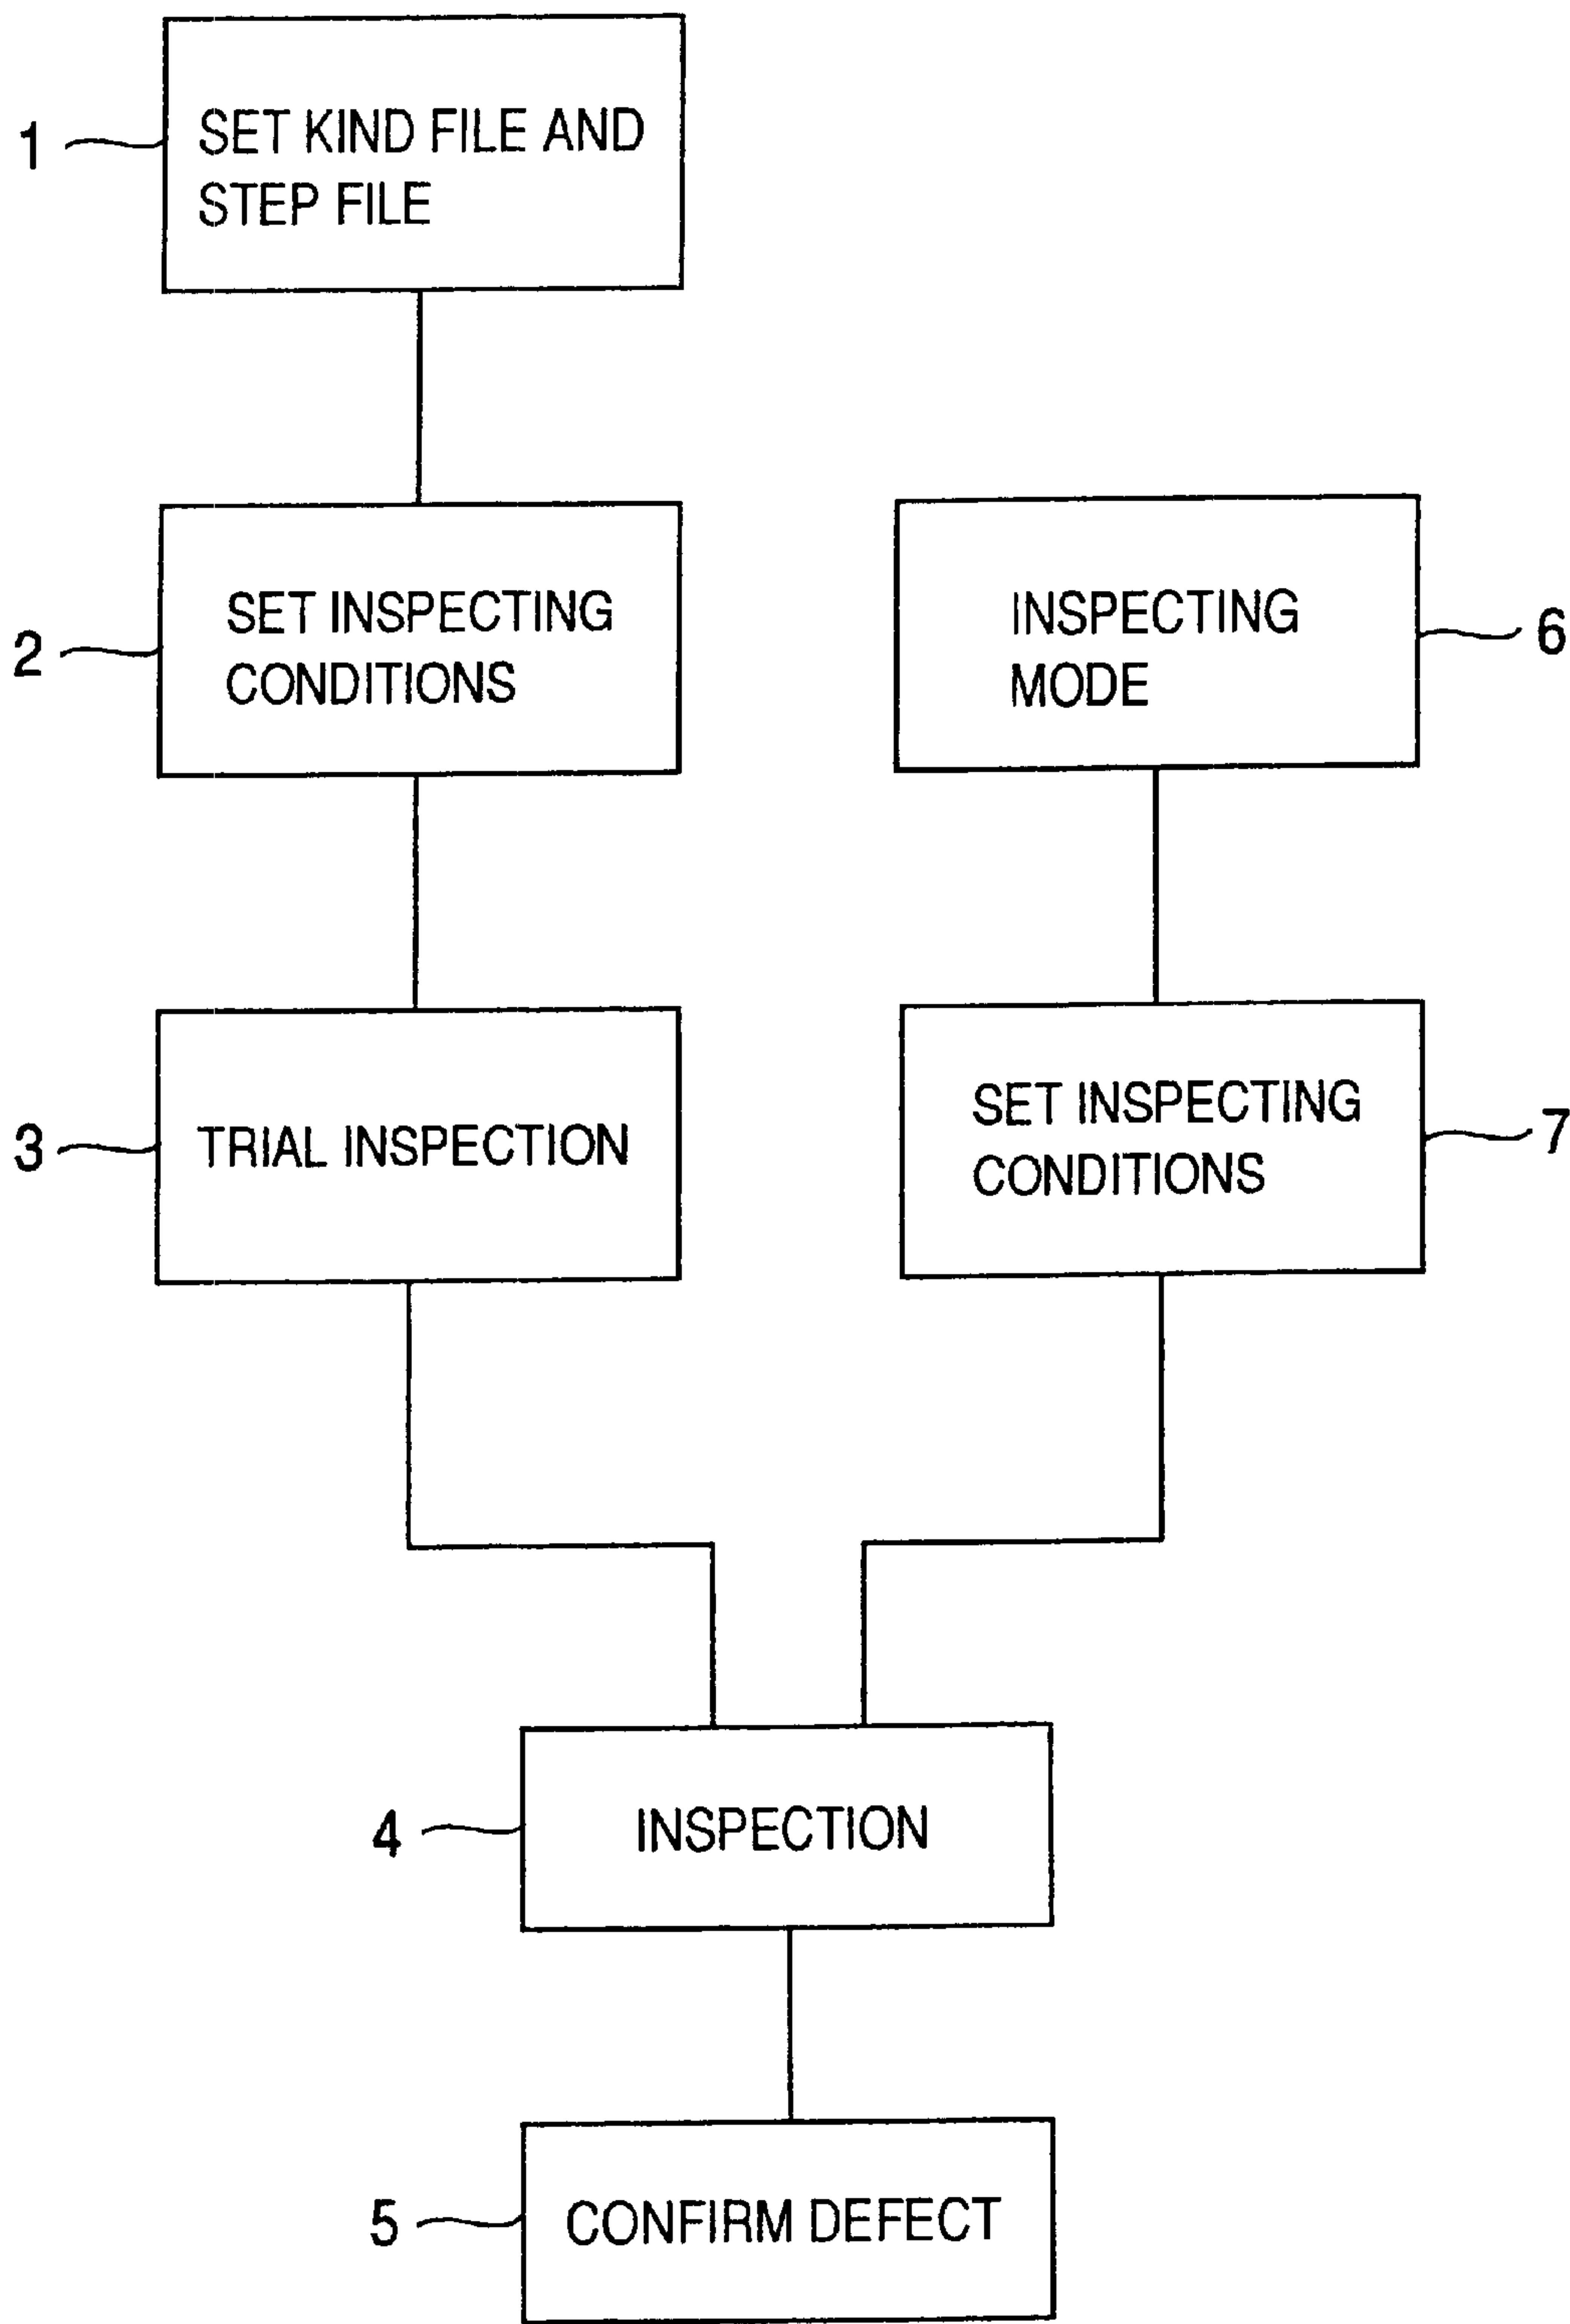 1
SET KIND FILE AND
STEP FILE
2
SET INSPECTING
CONDITIONS
INSPECTING
MODE
6
3
TRIAL INSPECTION
SET INSPECTING
CONDITIONS
7
4
INSPECTION
5
CONFIRM DEFECT